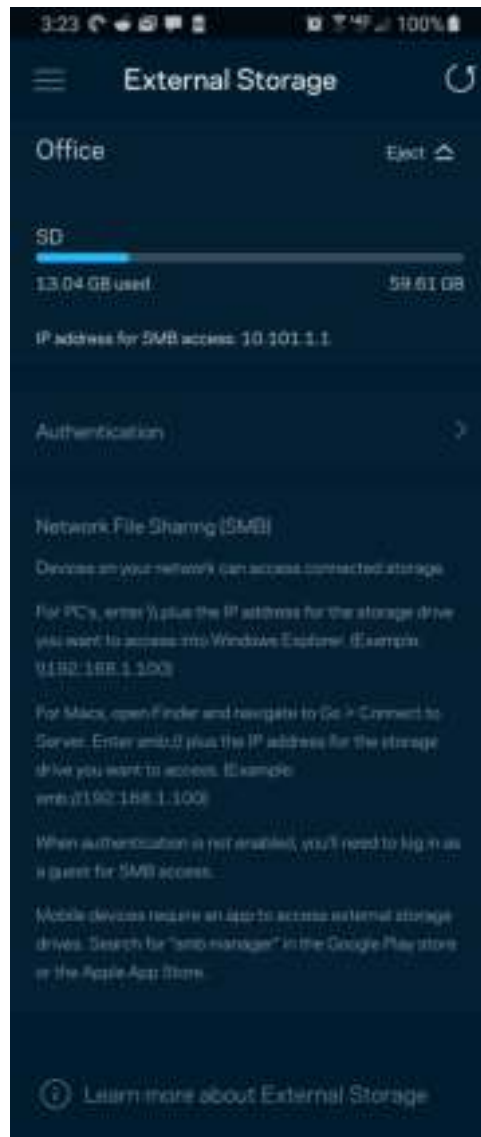 3:23
100%
External Storage
Office
Eject
SD
13.04 GB used
59.61 GB
IP address for SMB access: 10.101.1.1
Authentication
Network File Sharing (SMB)
Devices on your network can access connected storage.
For PC's, enter \\ plus the IP address for the storage drive
you want to access into Windows Explorer. (Example:
\\192.168.1.100)
For Macs, open Finder and navigate to Go > Connect to
Server. Enter smb:// plus the IP address for the storage
drive you want to access. (Example:
smb://192.168.1.100)
When authentication is not enabled, you'll need to log in as
a guest for SMB access.
Mobile devices require an app to access external storage
drives. Search for "smb manager" in the Google Play store
or the Apple App Store.
Learn more about External Storage